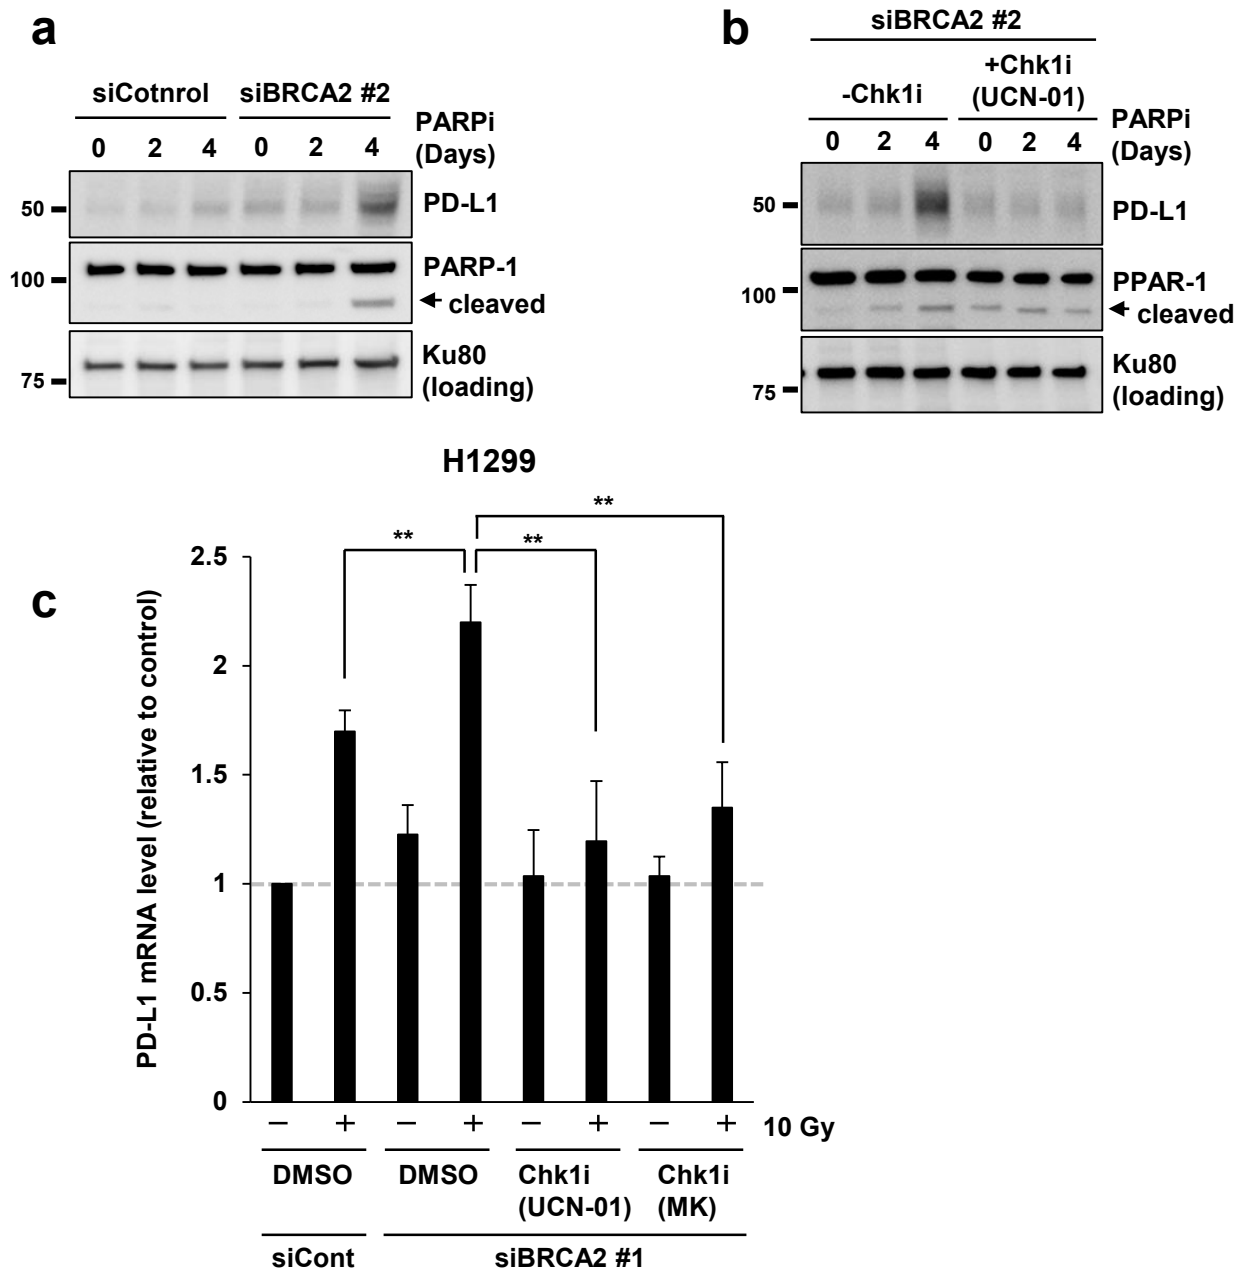 a
siCotnrol siBRCA2 #2
0 2 4 0 2 4
PARPi
(Days)
50
PD-L1
100
PARP-1
cleaved
75
Ku80
(loading)
b
siBRCA2 #2
-Chk1i
+Chk1i
(UCN-01)
0 2 4 0 2 4
PARPi
(Days)
50
PD-L1
100
PPAR-1
cleaved
75
Ku80
(loading)
c
H1299
PD-L1 mRNA level (relative to control)
2.5
2
1.5
1
0.5
0
**
**
**
− + − + − + − + 10 Gy
DMSO
DMSO
Chk1i
(UCN-01)
Chk1i
(MK)
siCont
siBRCA2 #1